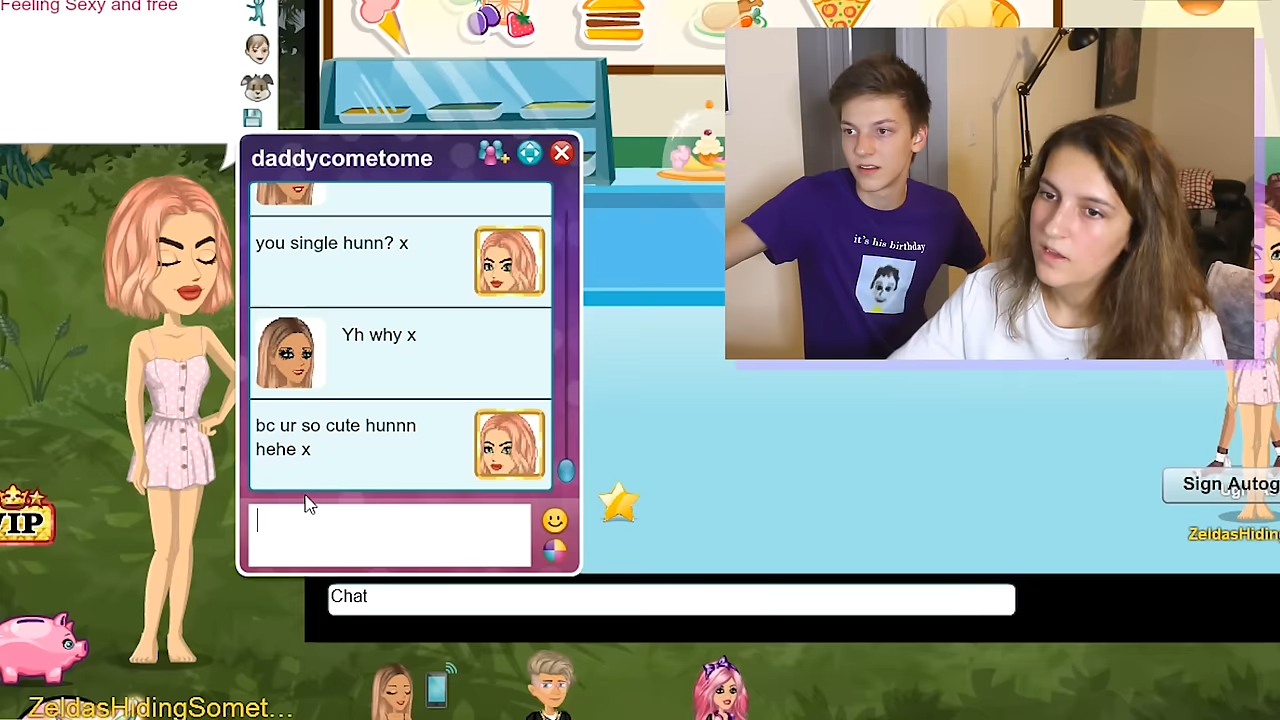 Feeling Sexy and free
daddycometome
you single hunn? x
Yh why x
bc ur so cute hunnn
hehe x
it's his birthday
VIP
Sign Autog
ZeldasHiding
Chat
ZeldasHidingSomet...